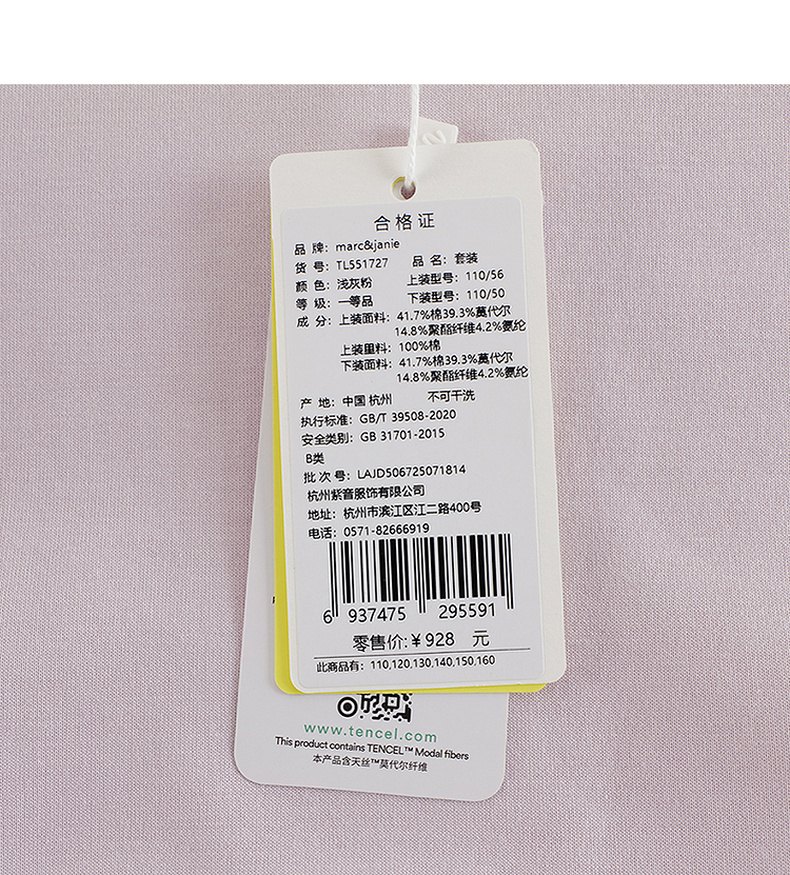 合格证
品 牌：marc&janie
货 号：TL551727 品 名：套装
颜 色：浅灰粉 上装型号：110/56
等 级：一等品 下装型号：110/50
成 分：上装面料：41.7%棉39.3%莫代尔
14.8%聚酯纤维4.2%氨纶
上装里料：100%棉
下装面料：41.7%棉39.3%莫代尔
14.8%聚酯纤维4.2%氨纶
产 地：中国 杭州 不可干洗
执行标准：GB/T 39508-2020
安全类别：GB 31701-2015
B类
批 次 号：LAJD506725071814
杭州紫音服饰有限公司
地址：杭州市滨江区江二路400号
电话：0571-82666919
6 937475 295591
零售价:￥928 元
此商品有：110,120,130,140,150,160
www.tencel.com
This product contains TENCEL™ Modal fibers
本产品含天丝™莫代尔纤维